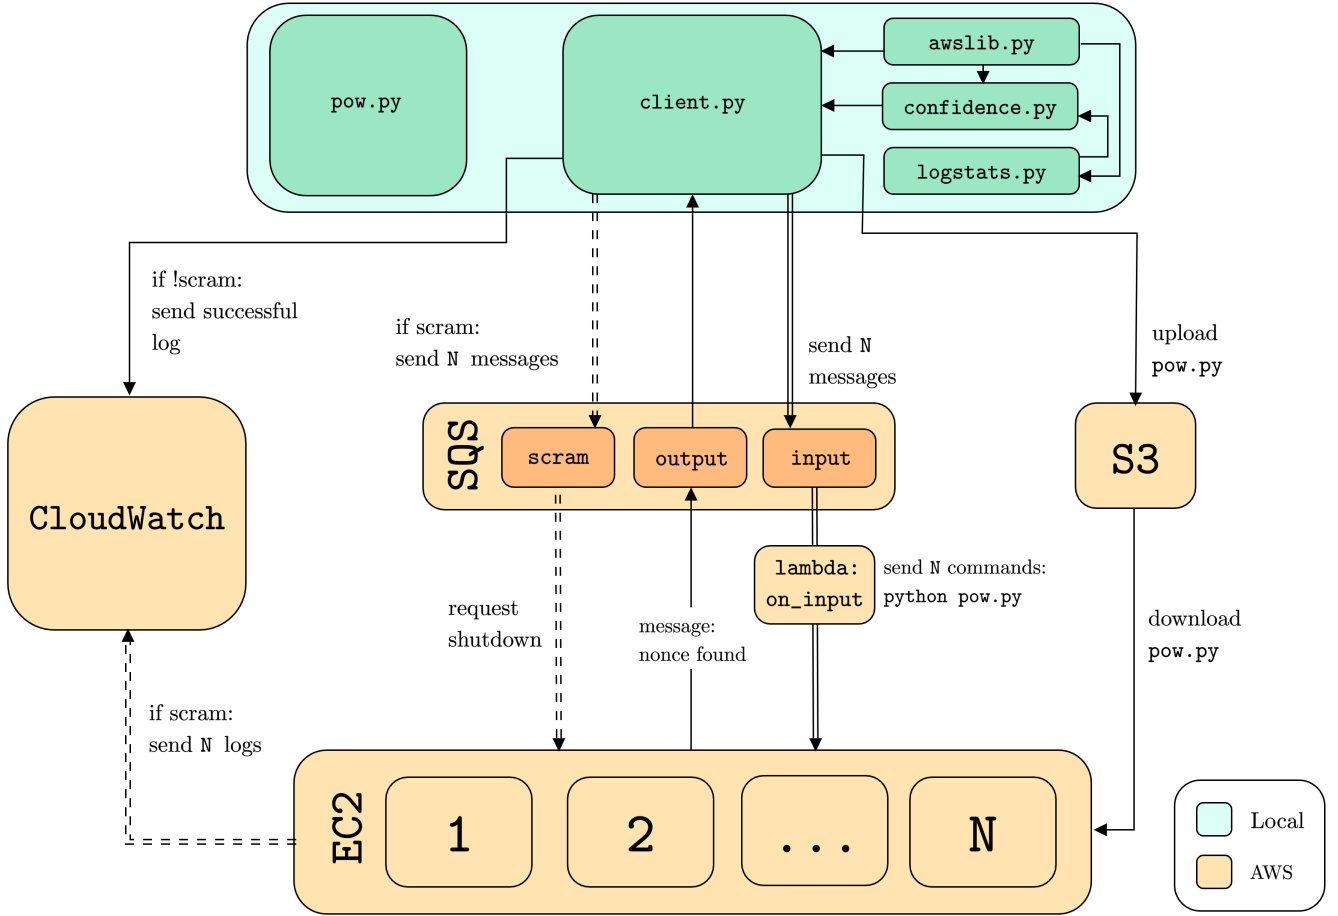 pow.py
client.py
awslib.py
confidence.py
logstats.py
if !scram:
send successful
log
if scram:
send N messages
send N
messages
upload
pow.py
CloudWatch
SQS
scram
output
input
S3
lambda:
on_input
send N commands:
python pow.py
request
shutdown
message:
nonce found
download
pow.py
if scram:
send N logs
EC2
1
2
...
N
Local
AWS